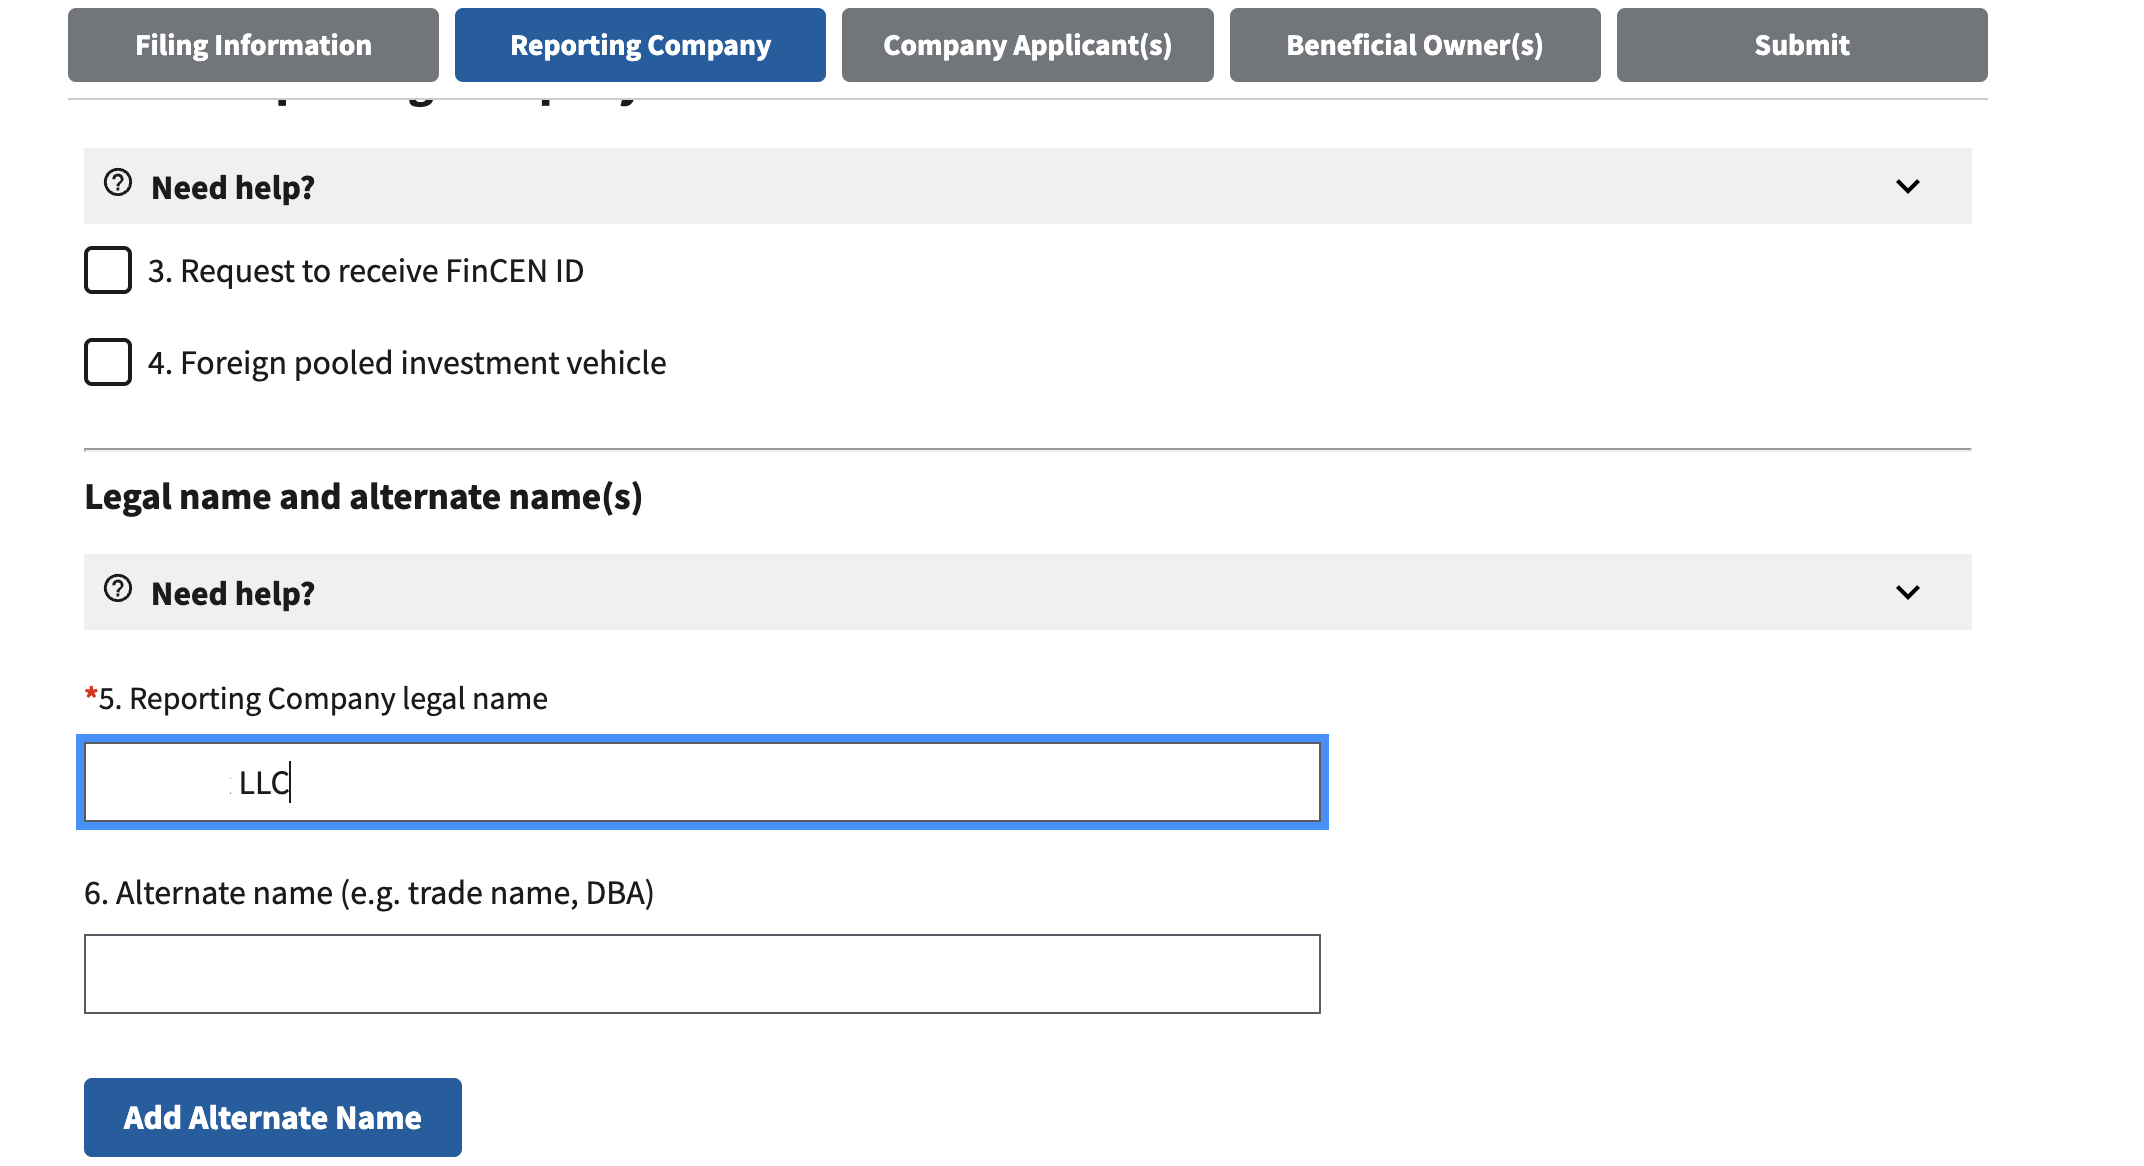 Filing Information Reporting Company Company Applicant(s) Beneficial Owner(s) Submit
Need help?
3. Request to receive FinCEN ID
4. Foreign pooled investment vehicle
Legal name and alternate name(s)
Need help?
*5. Reporting Company legal name
LLC
6. Alternate name (e.g. trade name, DBA)
Add Alternate Name